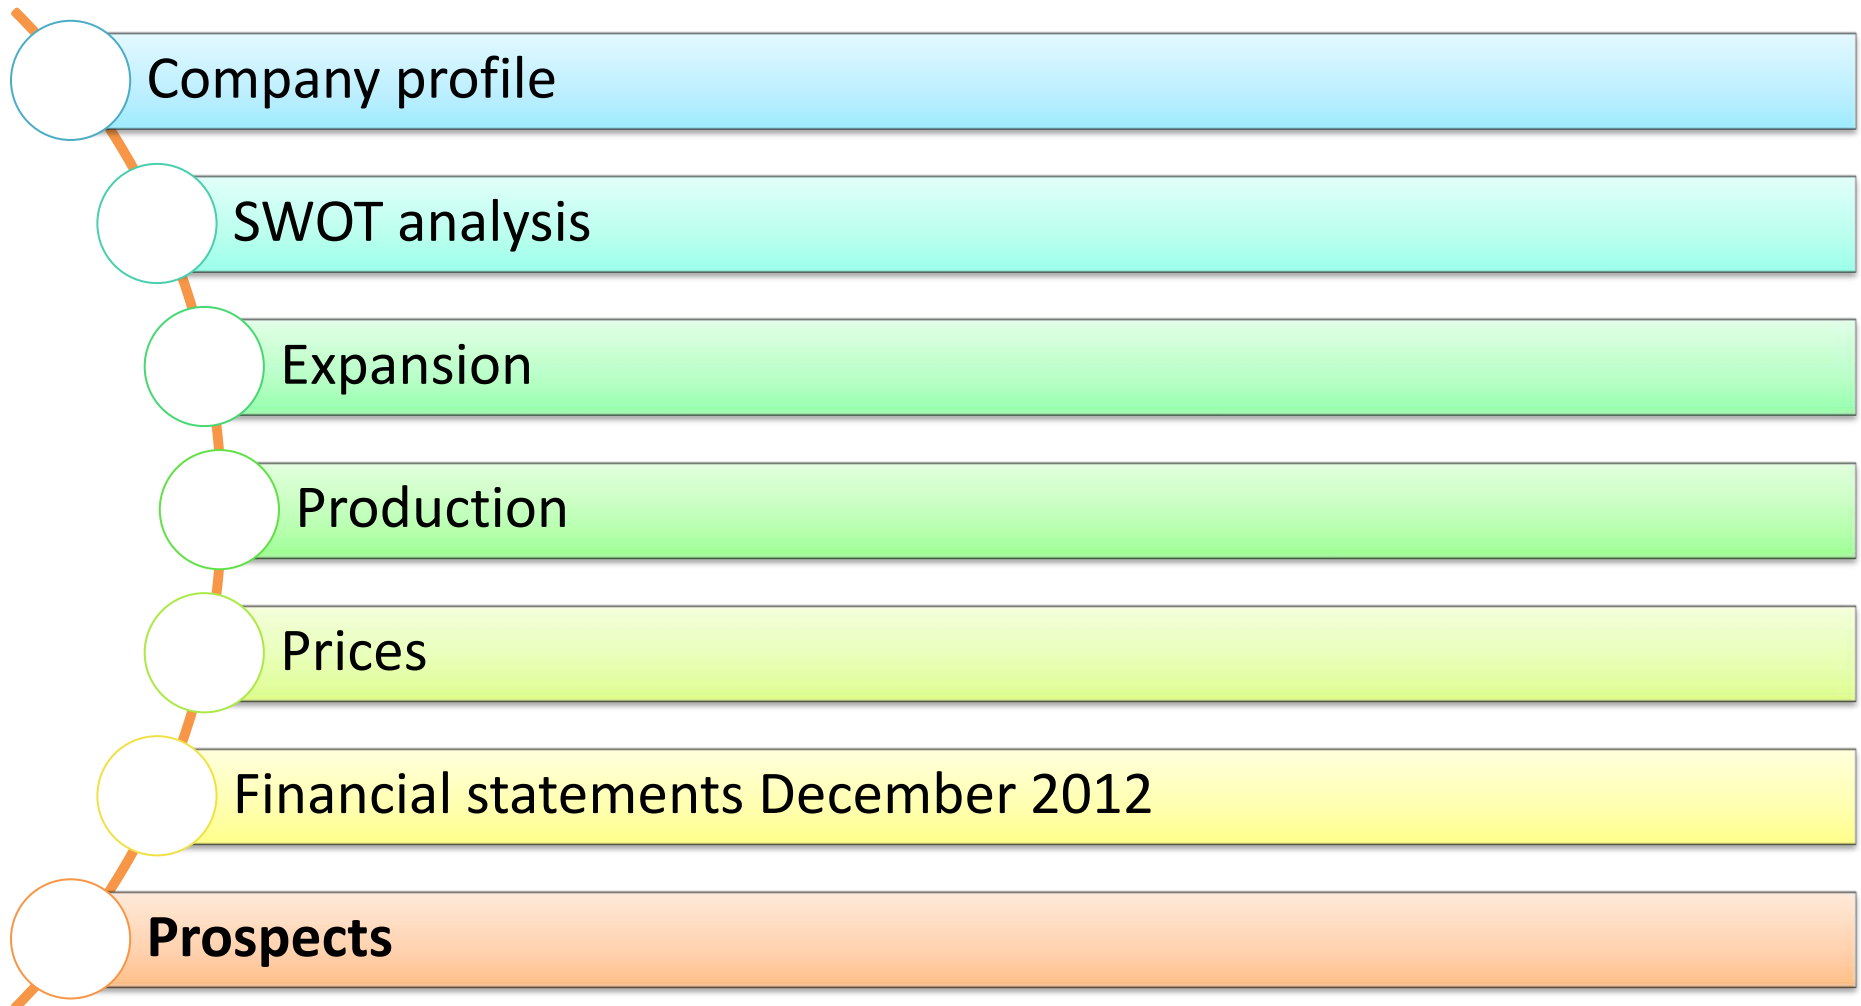 Company profile
SWOT analysis
Expansion
Production
Prices
Financial statements December 2012
Prospects